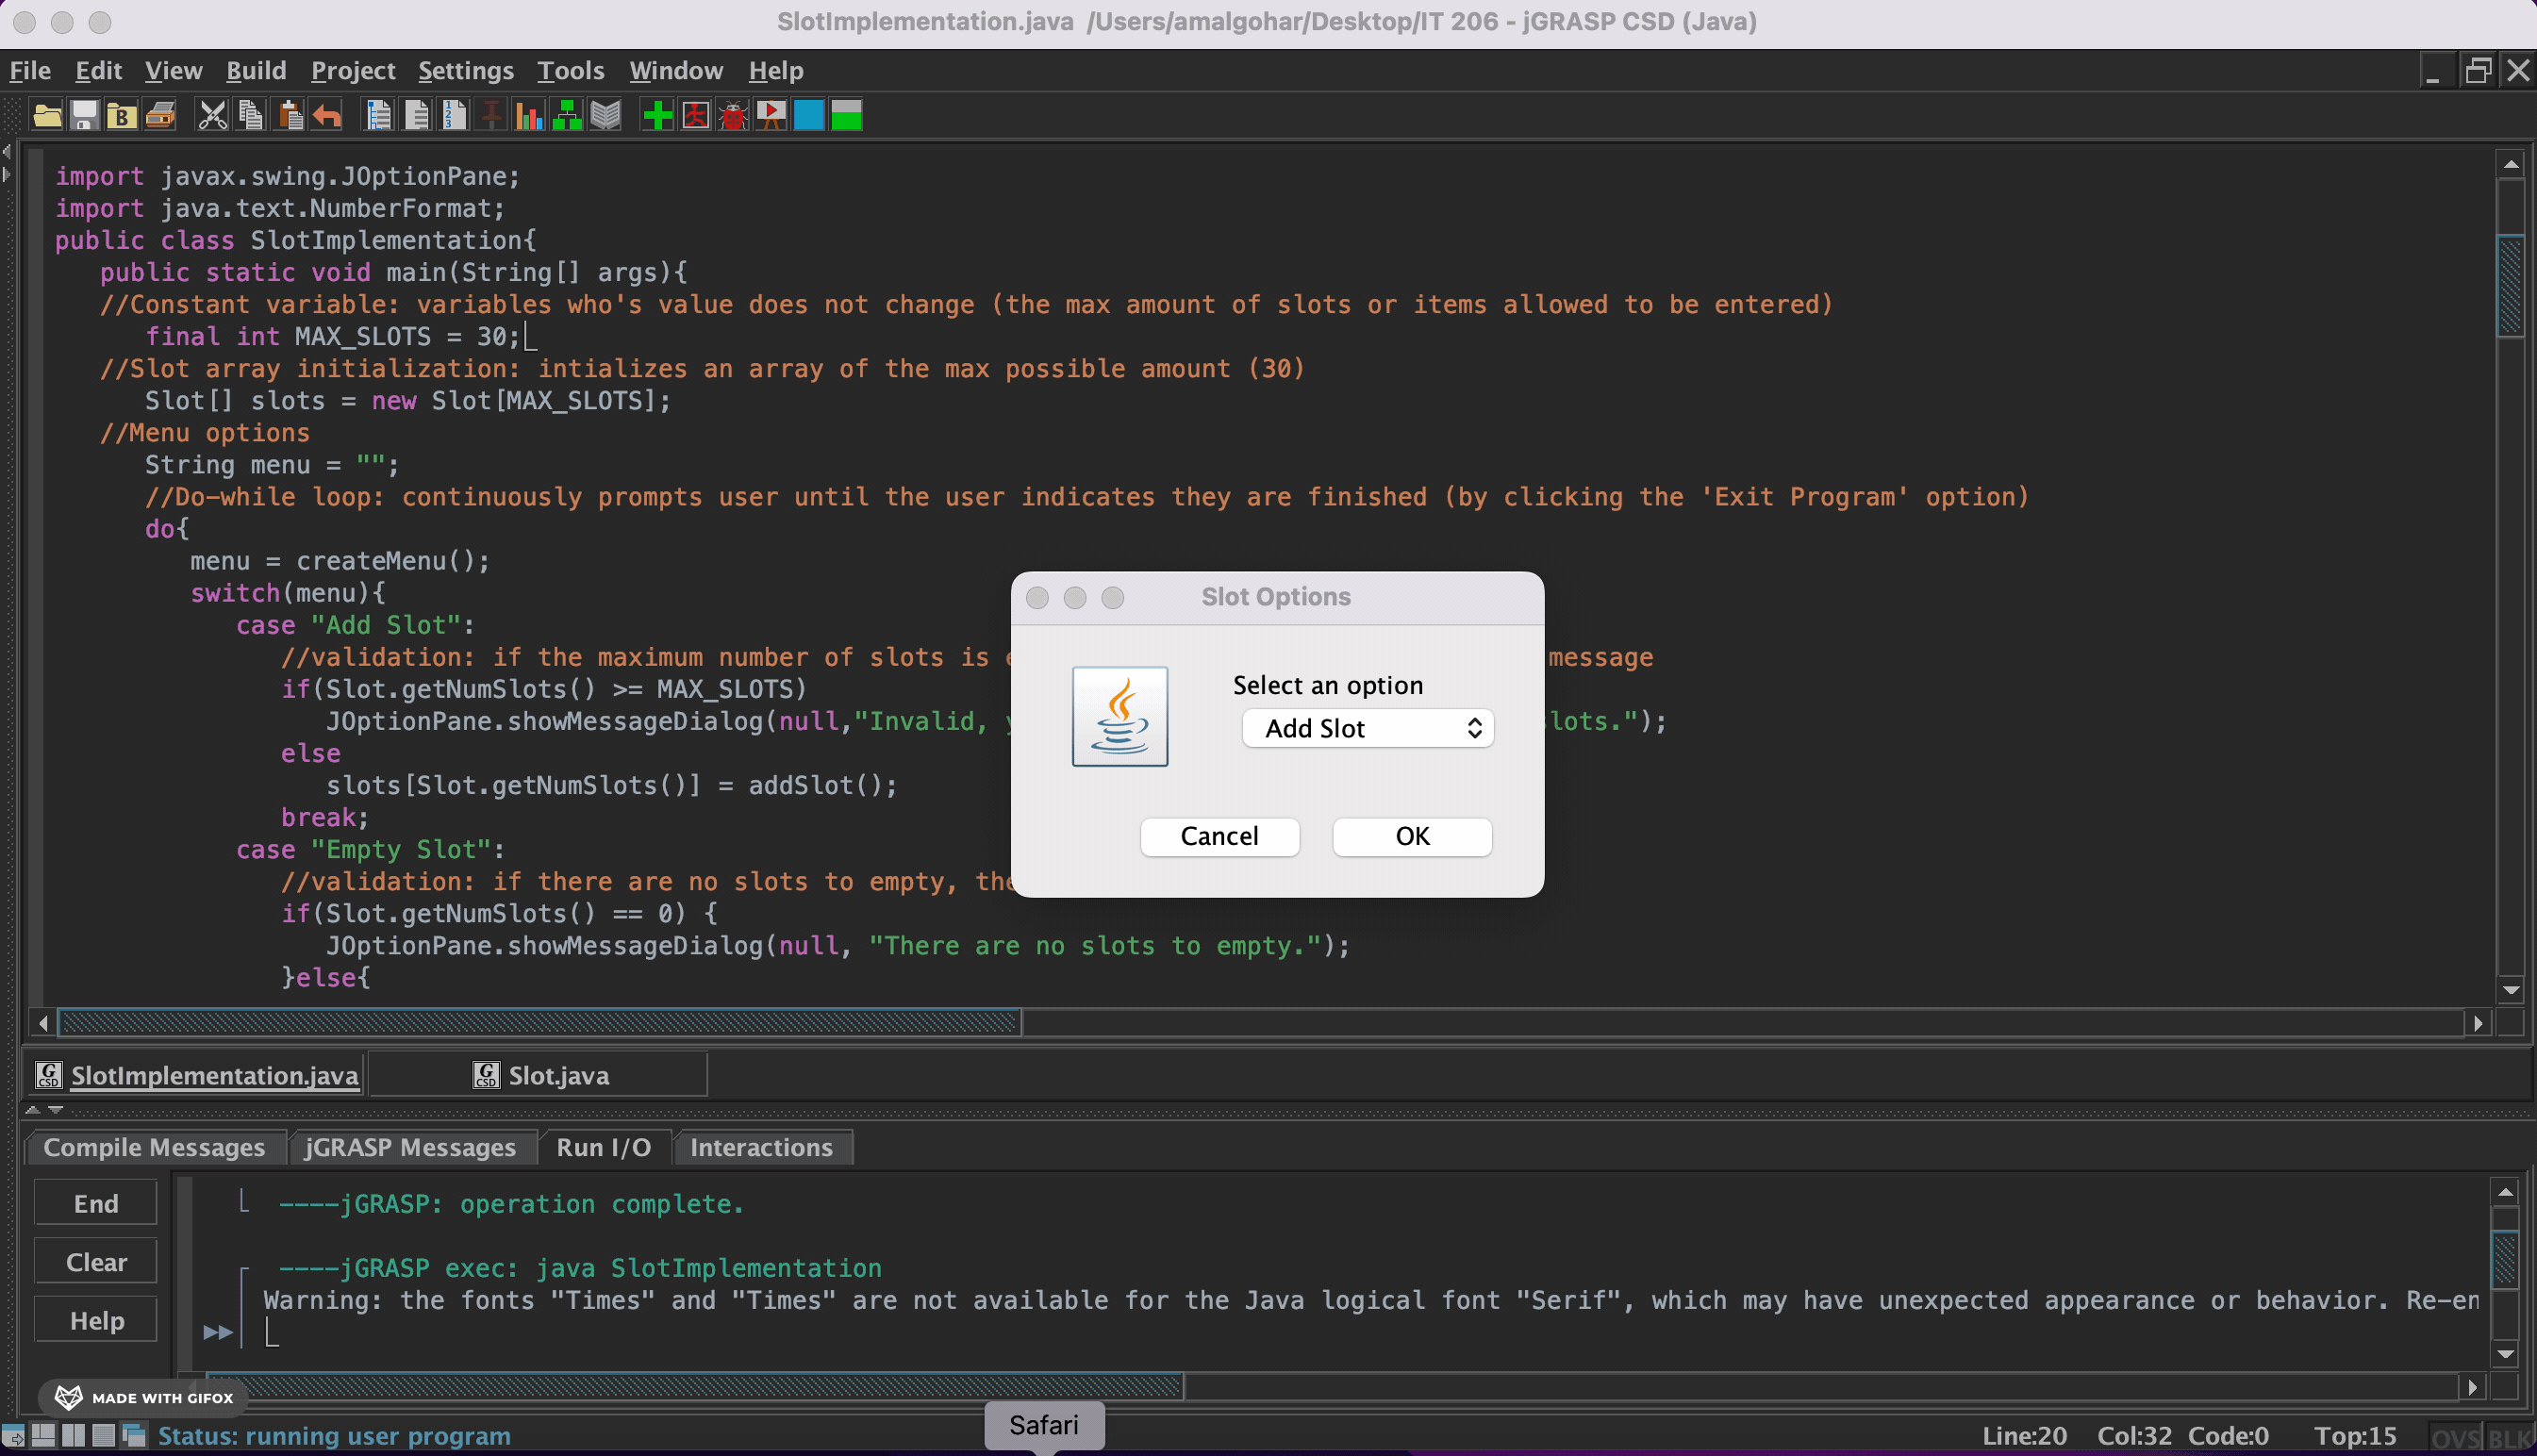 SlotImplementation.java /Users/amalgohar/Desktop/IT 206 - jGRASP CSD (Java)
File Edit View Build Project Settings Tools Window Help
import javax.swing.JOptionPane;
import java.text.NumberFormat;
public class SlotImplementation{
public static void main(String[] args){
//Constant variable: variables who's value does not change (the max amount of slots or items allowed to be entered)
final int MAX_SLOTS = 30;
//Slot array initialization: intializes an array of the max possible amount (30)
Slot[] slots = new Slot[MAX_SLOTS];
//Menu options
String menu = "";
//Do-while loop: continuously prompts user until the user indicates they are finished (by clicking the 'Exit Program' option)
do{
menu = createMenu();
switch(menu){
case "Add Slot":
//validation: if the maximum number of slots is message
if(Slot.getNumSlots() >= MAX_SLOTS)
JOptionPane.showMessageDialog(null,"Invalid, lots.");
else
slots[Slot.getNumSlots()] = addSlot();
break;
case "Empty Slot":
//validation: if there are no slots to empty,
if(Slot.getNumSlots() == 0) {
JOptionPane.showMessageDialog(null, "There are no slots to empty.");
}else{
Slot Options
Select an option
Add Slot
Cancel OK
SlotImplementation.java Slot.java
Compile Messages jGRASP Messages Run I/O Interactions
End
Clear
Help
----jGRASP: operation complete.
----jGRASP exec: java SlotImplementation
Warning: the fonts "Times" and "Times" are not available for the Java logical font "Serif", which may have unexpected appearance or behavior. Re-en
MADE WITH GIFOX
Safari
Status: running user program
Line:20 Col:32 Code:0 Top:15 OVS BLK